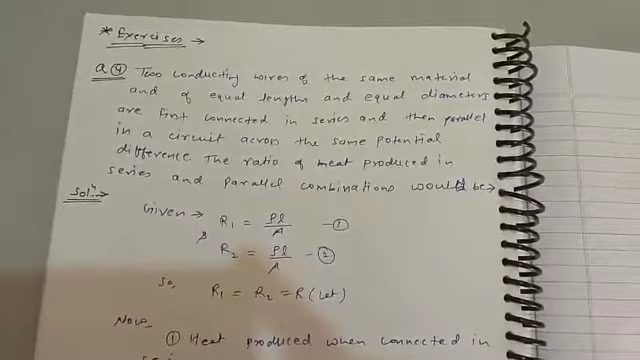 * Exercises →
Q④ Two conducting wires of the same material
and of equal lengths and equal diameters
are first connected in series and then parallel
in a circuit across the same potential
difference The ratio of heat produced in
series and parallel combinations would be→
Solⁿ→
Given → R₁ = ρl/A —①
& R₂ = ρl/A —②
So, R₁ = R₂ = R (let)
Now,
① Heat produced when connected in